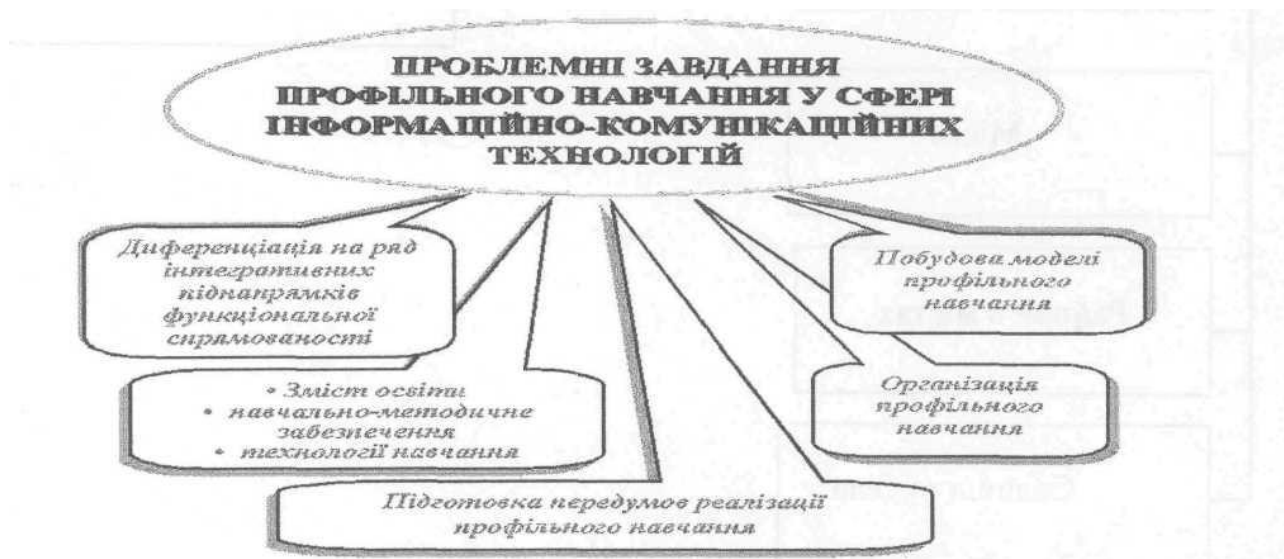 ПРОБЛЕМНІ ЗАВДАННЯ
ПРОФІЛЬНОГО НАВЧАННЯ У СФЕРІ
ІНФОРМАЦІЙНО-КОМУНІКАЦІЙНИХ
ТЕХНОЛОГІЙ
Диференціація на ряд
інтегративних
піднапрямків
функціональної
спрямованості
• Зміст освіти
• навчально-методичне
забезпечення
• технології навчання
Підготовка передумов реалізації
профільного навчання
Організація
профільного
навчання
Побудова моделі
профільного
навчання